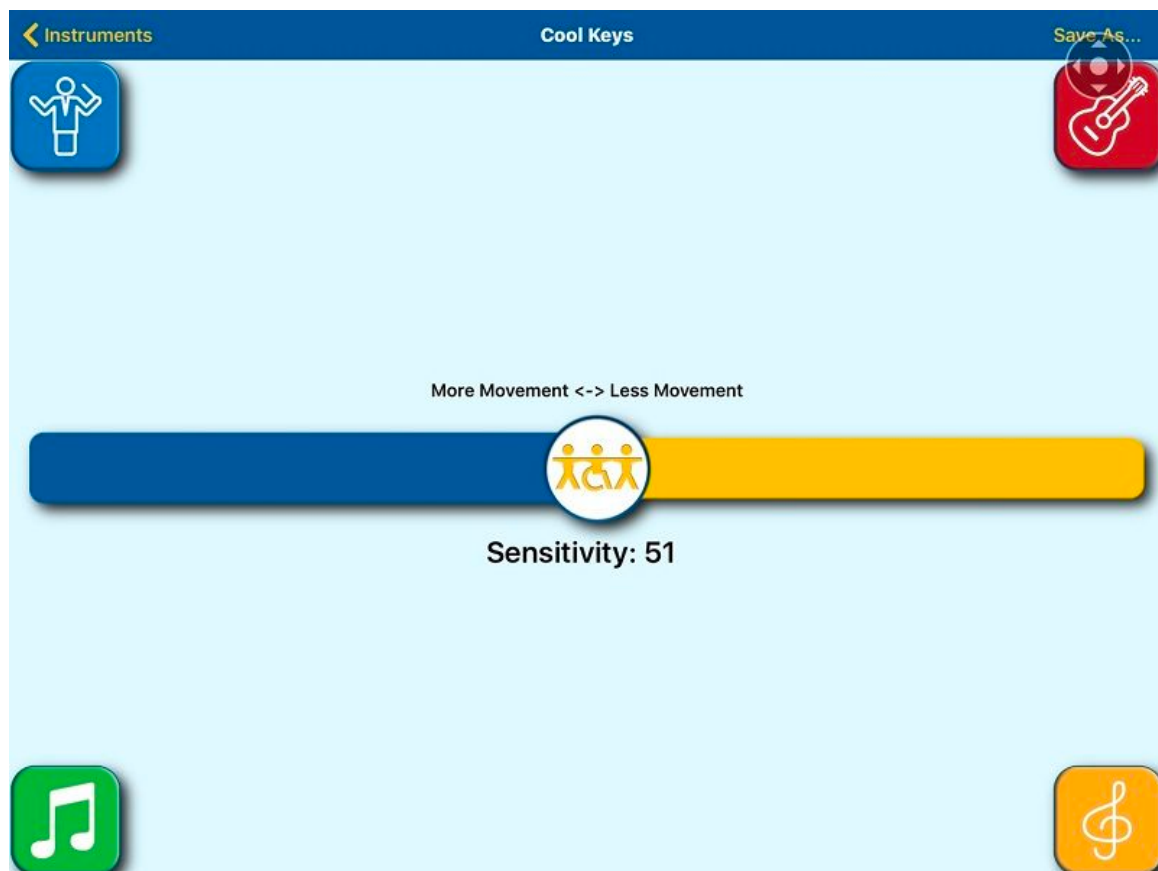 Instruments
Cool Keys
Save As...
More Movement <-> Less Movement
Sensitivity: 51